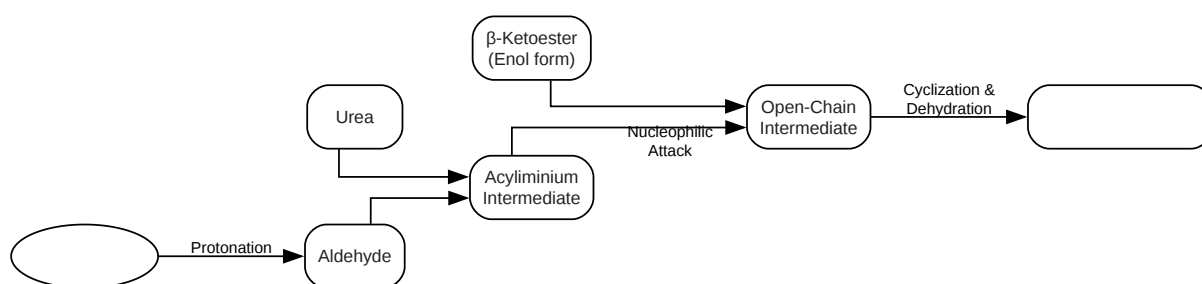 β-Ketoester
(Enol form)
Cyclization &
Dehydration
Urea
Open-Chain
Intermediate
Nucleophilic
Attack
Acyliminium
Intermediate
Protonation
Aldehyde